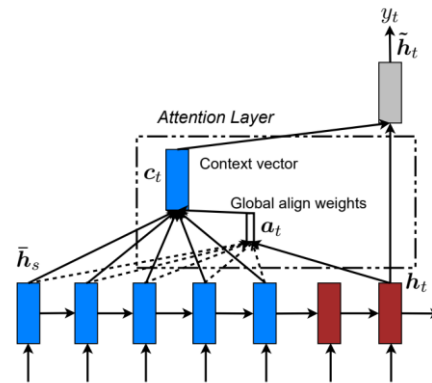 y_t
h̃_t
Attention Layer
c_t
Context vector
Global align weights
a_t
h̄_s
h_t